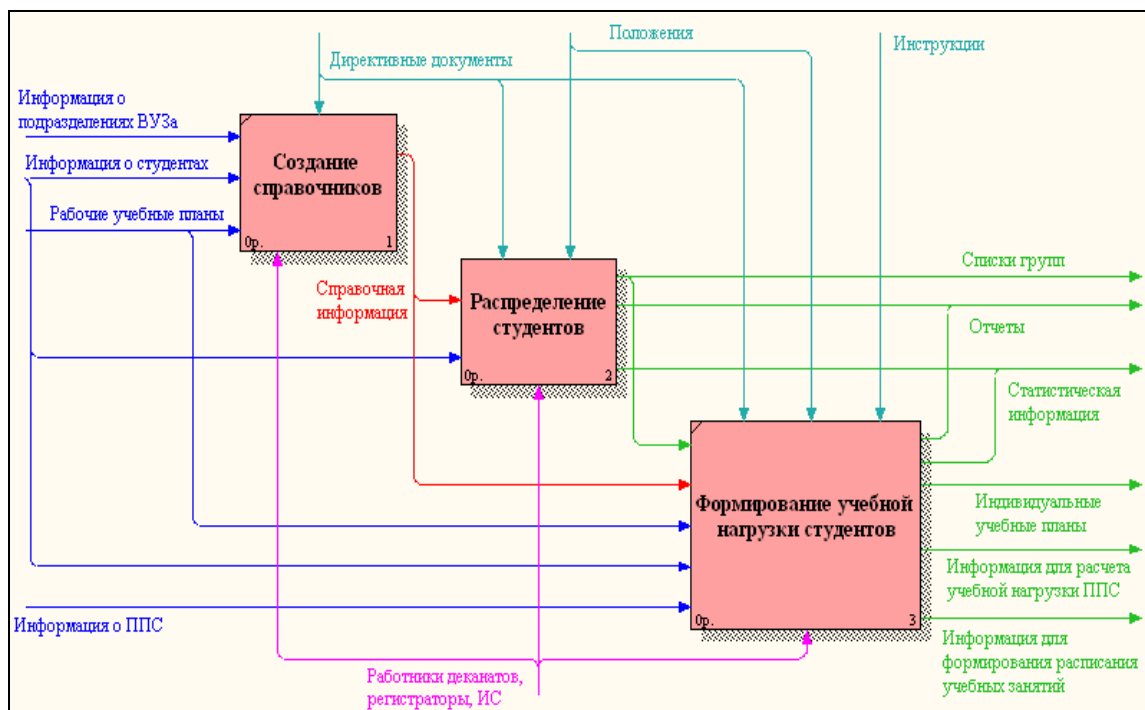 Положения
Инструкции
Директивные документы
Информация о
подразделениях ВУЗа
Информация о студентах
Рабочие учебные планы
Создание
справочников
0р.
1
Справочная
информация
Распределение
студентов
0р.
2
Списки групп
Отчеты
Статистическая
информация
Формирование учебной
нагрузки студентов
0р.
3
Индивидуальные
учебные планы
Информация для расчета
учебной нагрузки ППС
Информация о ППС
Информация для
формирования расписания
учебных занятий
Работники деканатов,
регистраторы, ИС